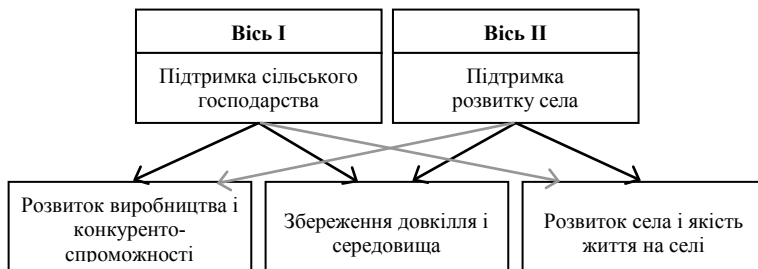 Вісь I
Підтримка сільського
господарства
Вісь II
Підтримка
розвитку села
Розвиток виробництва і
конкуренто-
спроможності
Збереження довкілля і
середовища
Розвиток села і якість
життя на селі